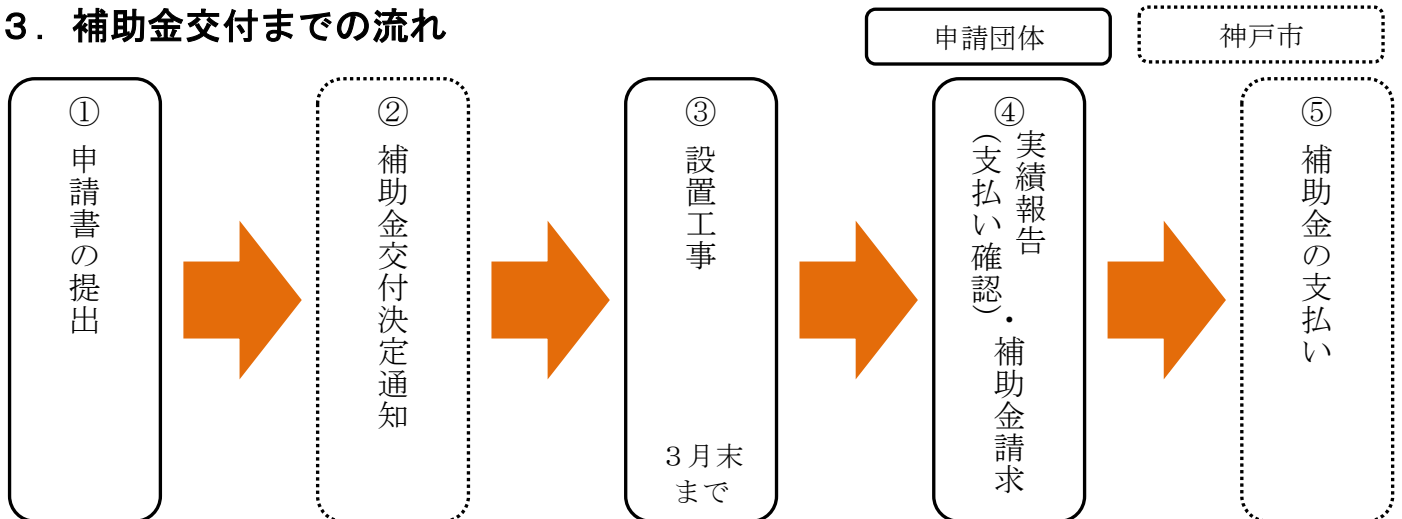 ３．補助金交付までの流れ
申請団体
神戸市
①
申請書の提出
②
補助金交付決定通知
③
設置工事
３月末
まで
④
実績報告
（支払い確認）
・補助金請求
⑤
補助金の支払い